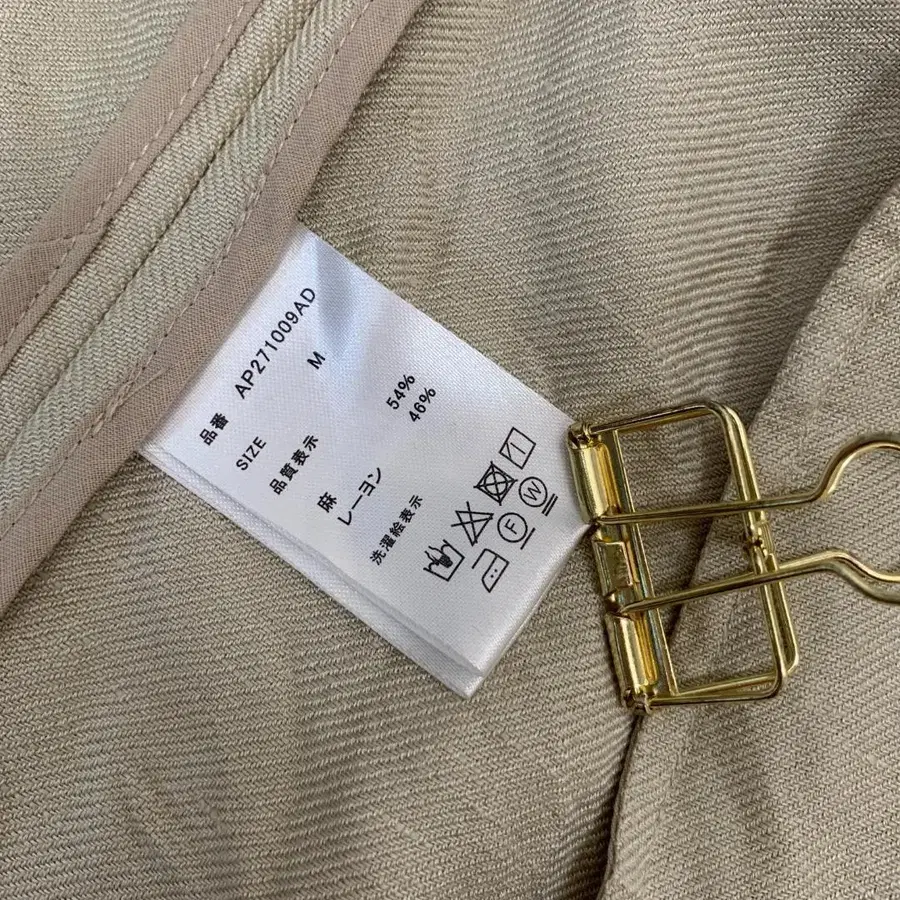 品番 AP271009AD
SIZE M
品質表示
麻 54%
レーヨン 46%
洗濯絵表示
F W